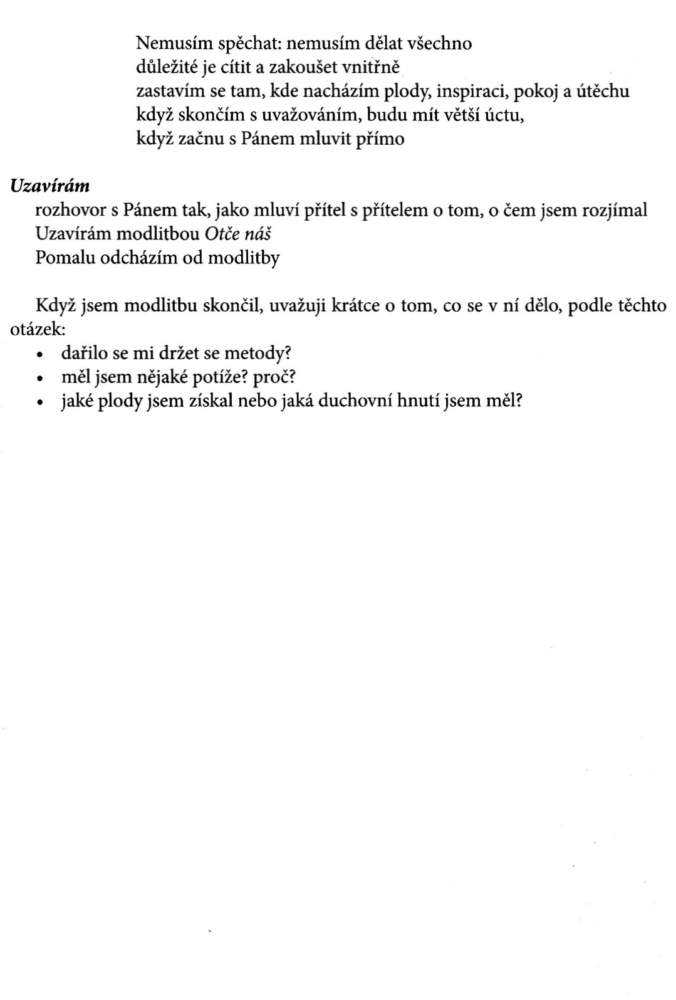 Nemusím spěchat: nemusím dělat všechno
důležité je cítit a zakoušet vnitřně
zastavím se tam, kde nacházím plody, inspiraci, pokoj a útěchu
když skončím s uvažováním, budu mít větší úctu,
když začnu s Pánem mluvit přímo
Uzavírám
rozhovor s Pánem tak, jako mluví přítel s přítelem o tom, o čem jsem rozjímal
Uzavírám modlitbou Otče náš
Pomalu odcházím od modlitby
Když jsem modlitbu skončil, uvažuji krátce o tom, co se v ní dělo, podle těchto
otázek:
• dařilo se mi držet se metody?
• měl jsem nějaké potíže? proč?
• jaké plody jsem získal nebo jaká duchovní hnutí jsem měl?